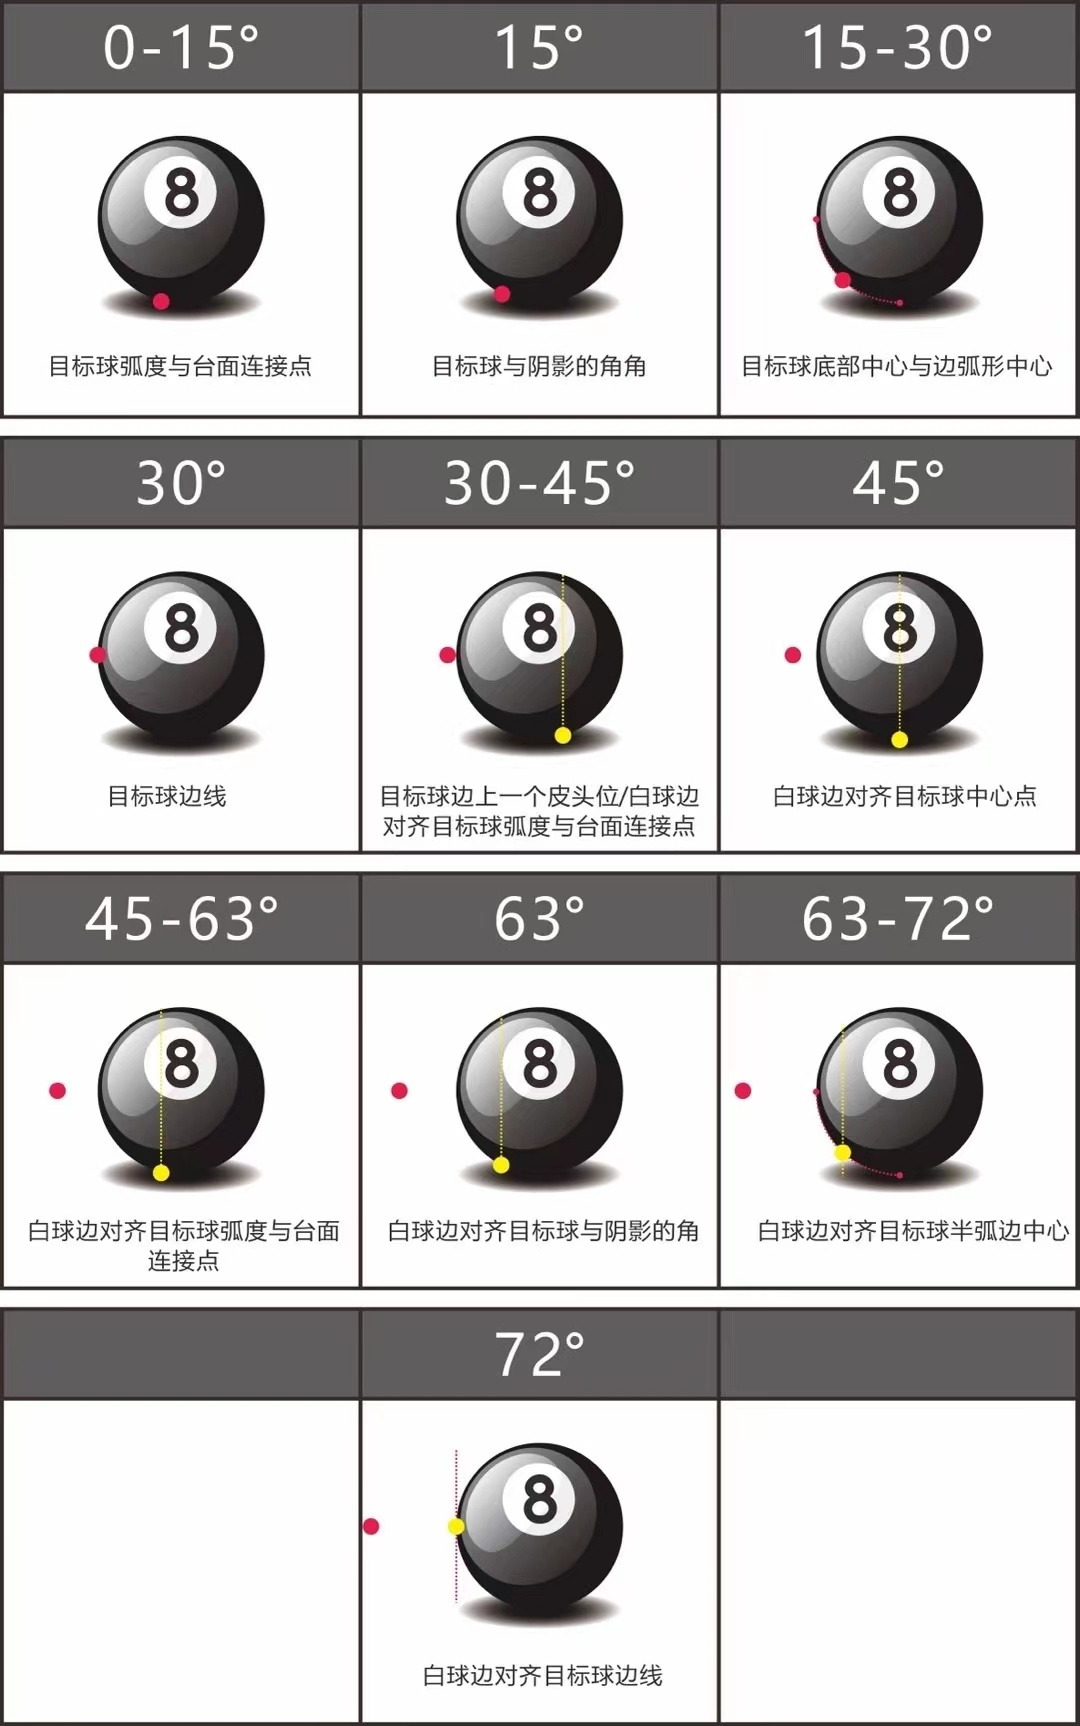 0-15°
15°
15-30°
8
8
8
目标球弧度与台面连接点
目标球与阴影的角角
目标球底部中心与边弧形中心
30°
30-45°
45°
8
8
8
目标球边线
目标球边上一个皮头位/白球边
对齐目标球弧度与台面连接点
白球边对齐目标球中心点
45-63°
63°
63-72°
8
8
8
白球边对齐目标球弧度与台面
连接点
白球边对齐目标球与阴影的角
白球边对齐目标球半弧边中心
72°
8
白球边对齐目标球边线